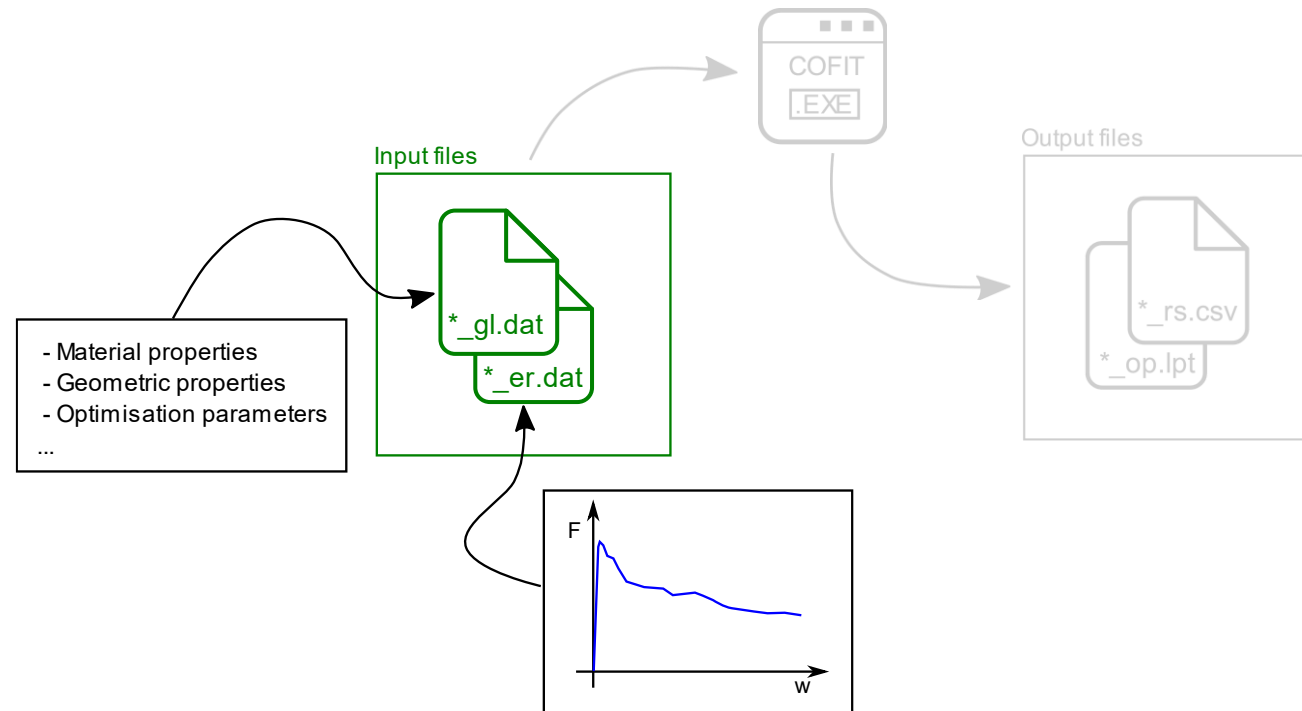 COFIT
.EXE
Input files
Output files
*_gl.dat
*_er.dat
*_rs.csv
*_op.lpt
- Material properties
- Geometric properties
- Optimisation parameters
...
F
w